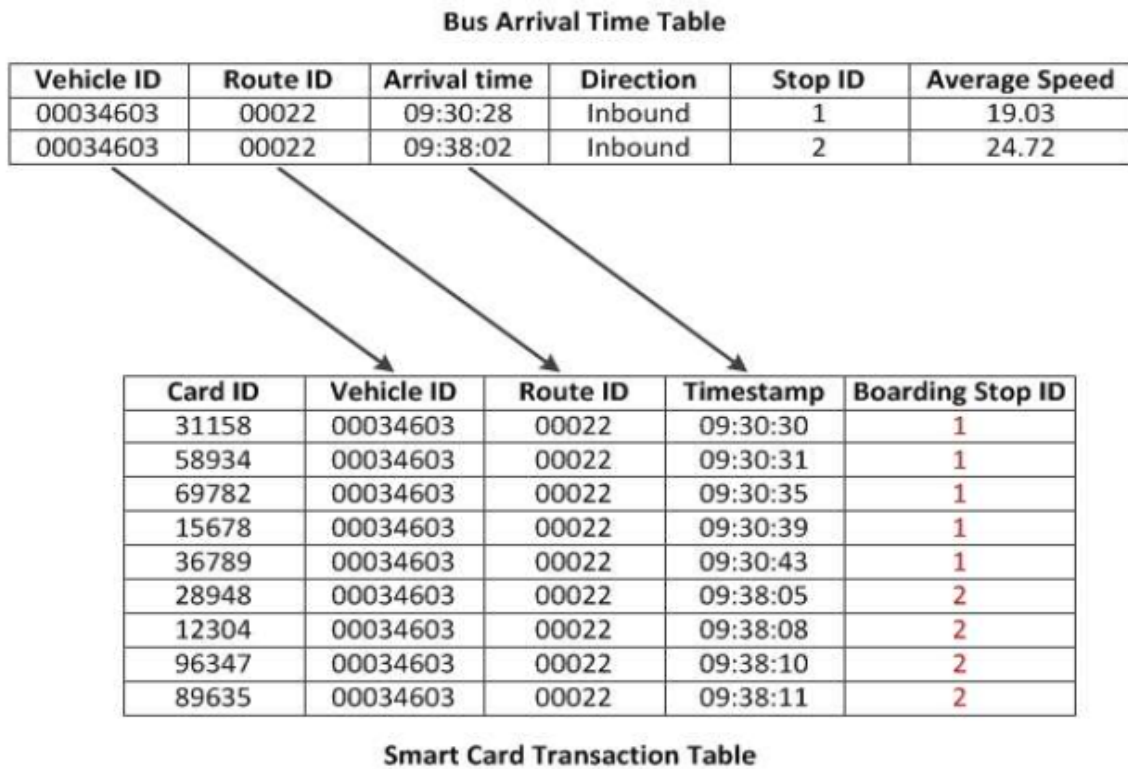 Bus Arrival Time Table
Vehicle ID Route ID Arrival time Direction Stop ID Average Speed
00034603 00022 09:30:28 Inbound 1 19.03
00034603 00022 09:38:02 Inbound 2 24.72
Card ID Vehicle ID Route ID Timestamp Boarding Stop ID
31158 00034603 00022 09:30:30 1
58934 00034603 00022 09:30:31 1
69782 00034603 00022 09:30:35 1
15678 00034603 00022 09:30:39 1
36789 00034603 00022 09:30:43 1
28948 00034603 00022 09:38:05 2
12304 00034603 00022 09:38:08 2
96347 00034603 00022 09:38:10 2
89635 00034603 00022 09:38:11 2
Smart Card Transaction Table